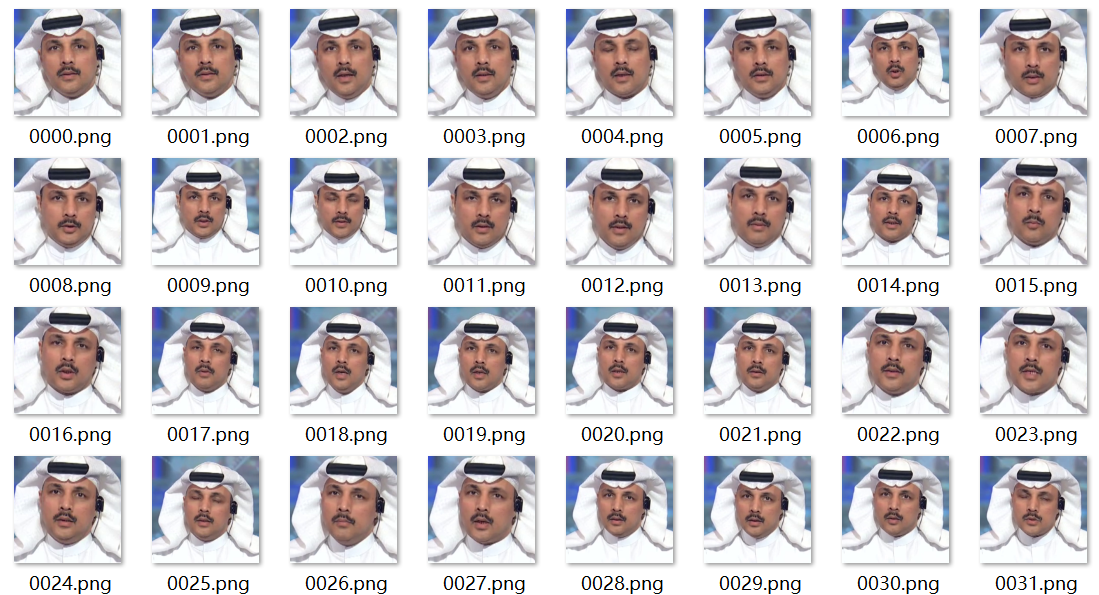 0000.png 0001.png 0002.png 0003.png 0004.png 0005.png 0006.png 0007.png
0008.png 0009.png 0010.png 0011.png 0012.png 0013.png 0014.png 0015.png
0016.png 0017.png 0018.png 0019.png 0020.png 0021.png 0022.png 0023.png
0024.png 0025.png 0026.png 0027.png 0028.png 0029.png 0030.png 0031.png